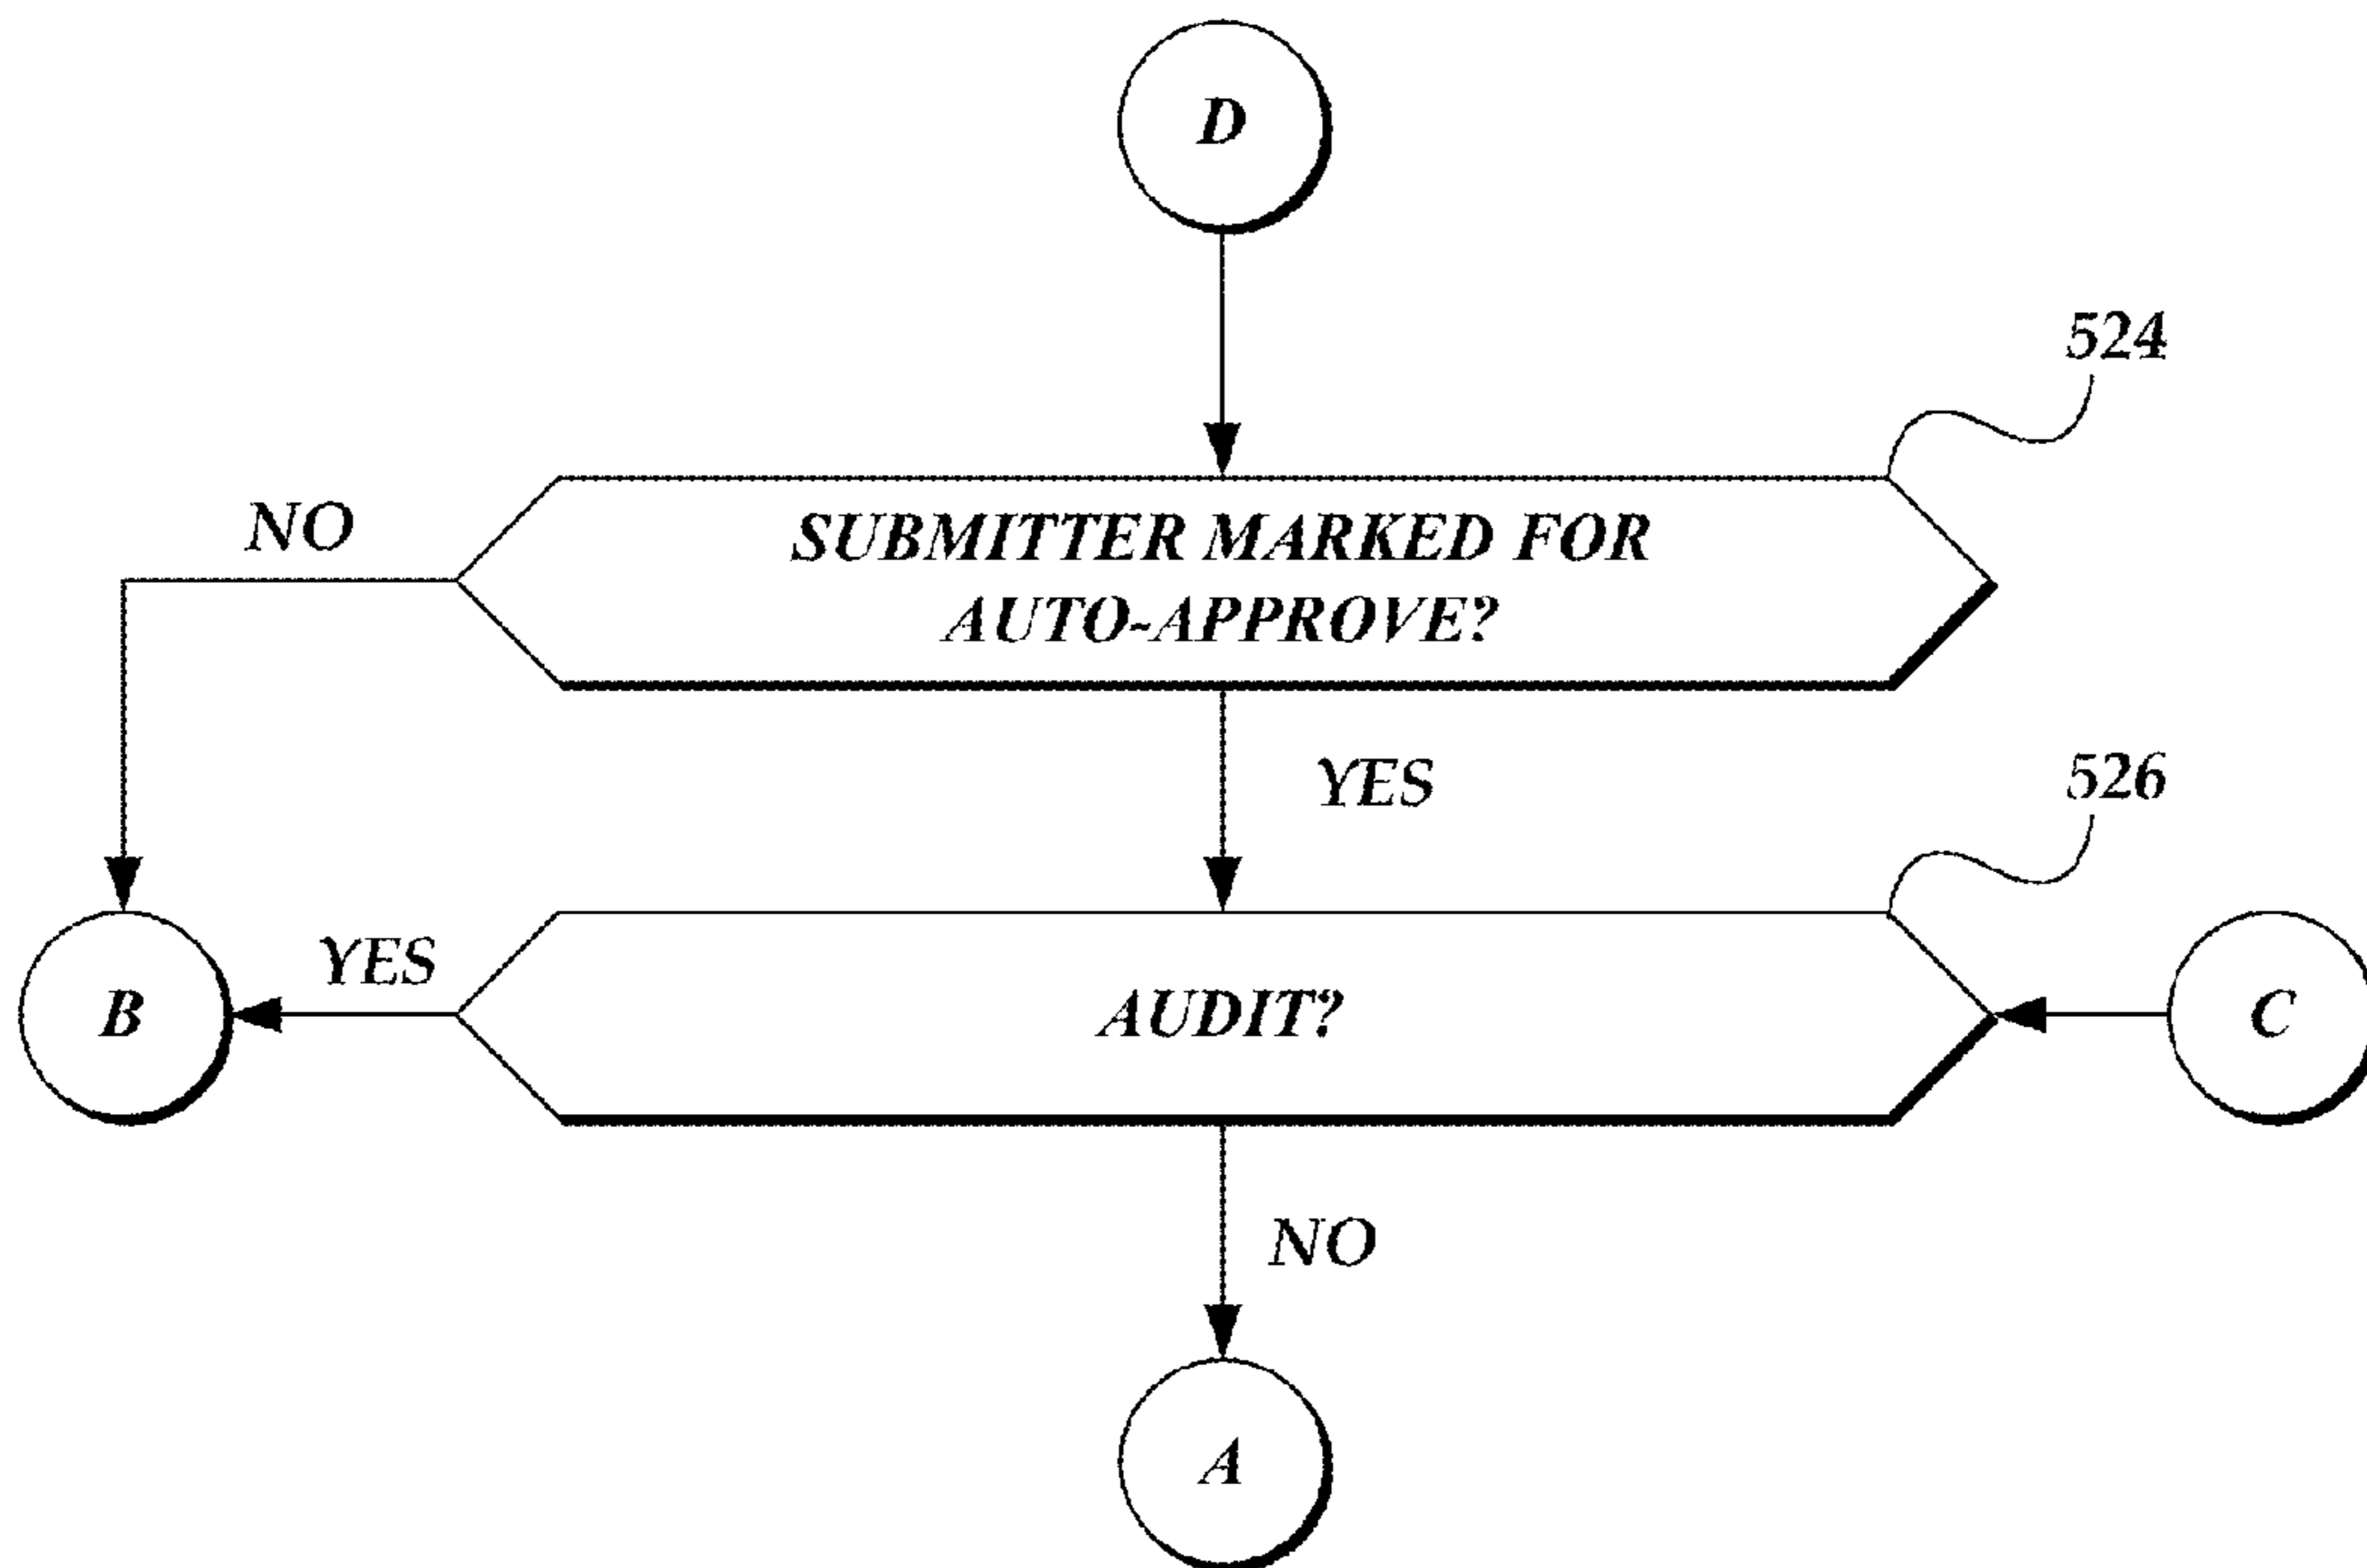 D
524
NO
SUBMITTER MARKED FOR
AUTO-APPROVE?
YES
526
B
YES
AUDIT?
C
NO
A